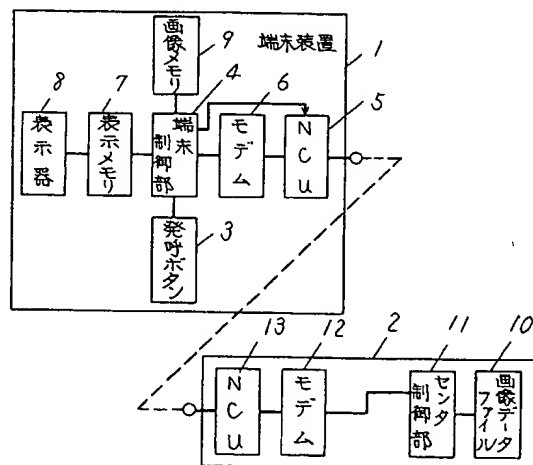 画像メモリ
9
端末装置
1
8
7
4
6
5
表示器
表示メモリ
端末
制御部
モデム
NCU
発呼ボタン
3
13
12
2
11
10
NCU
モデム
センタ
制御部
画像データ
ファイル